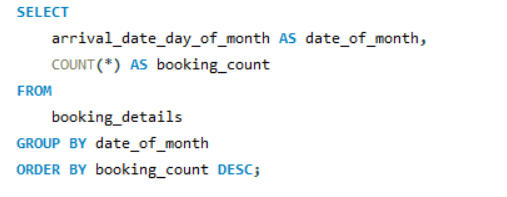 SELECT
    arrival_date_day_of_month AS date_of_month,
    COUNT(*) AS booking_count
FROM
    booking_details
GROUP BY date_of_month
ORDER BY booking_count DESC;